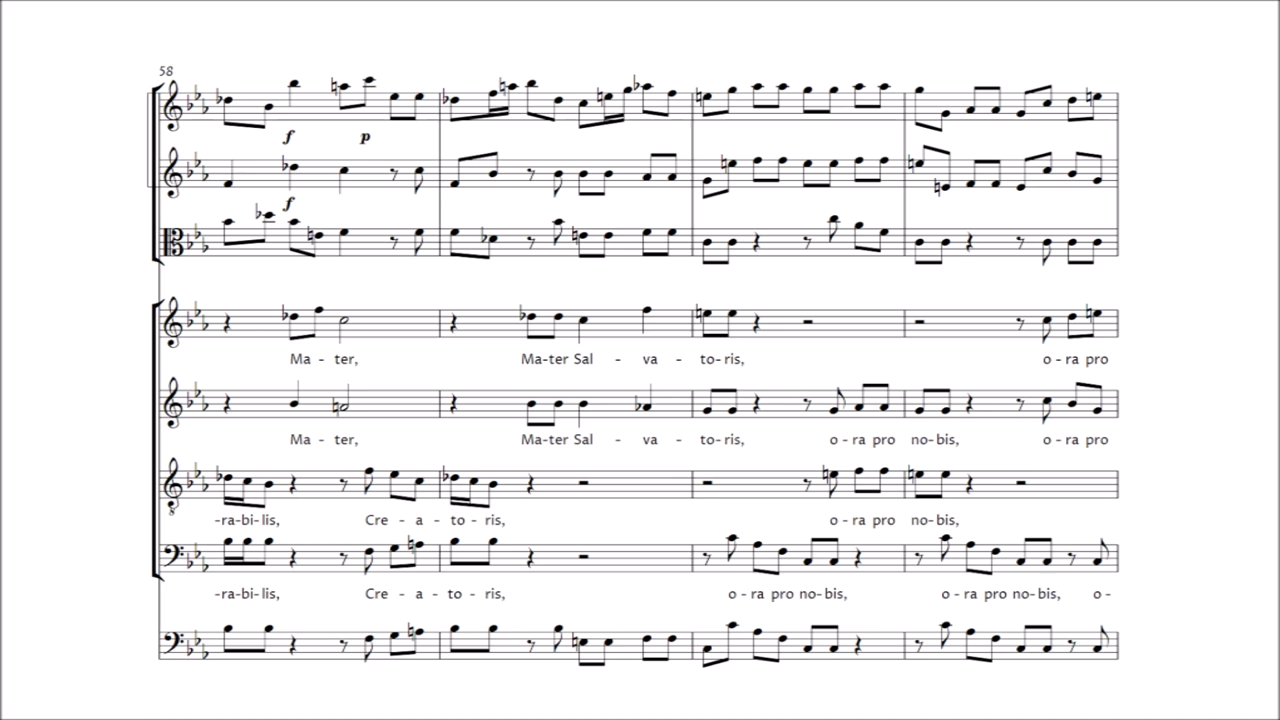 58
f p
f
Ma - ter, Ma-ter Sal - va - to-ris, o-ra pro
Ma - ter, Ma-ter Sal - va - to-ris, o-ra pro no-bis, o-ra pro
-ra-bi-lis, Cre - a - to - ris, o-ra pro no-bis,
-ra-bi-lis, Cre - a - to - ris, o-ra pro no-bis, o-ra pro no-bis, o-